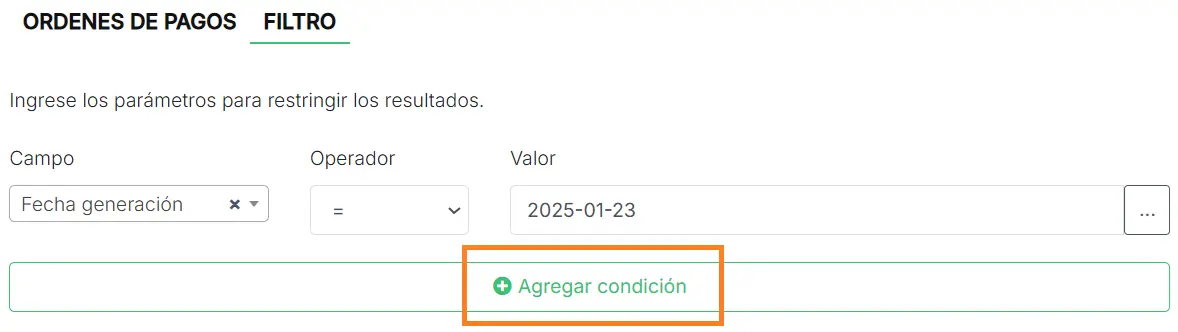 ORDENES DE PAGOS FILTRO
Ingrese los parámetros para restringir los resultados.
Campo Operador Valor
Fecha generación × = 2025-01-23 ...
Agregar condición